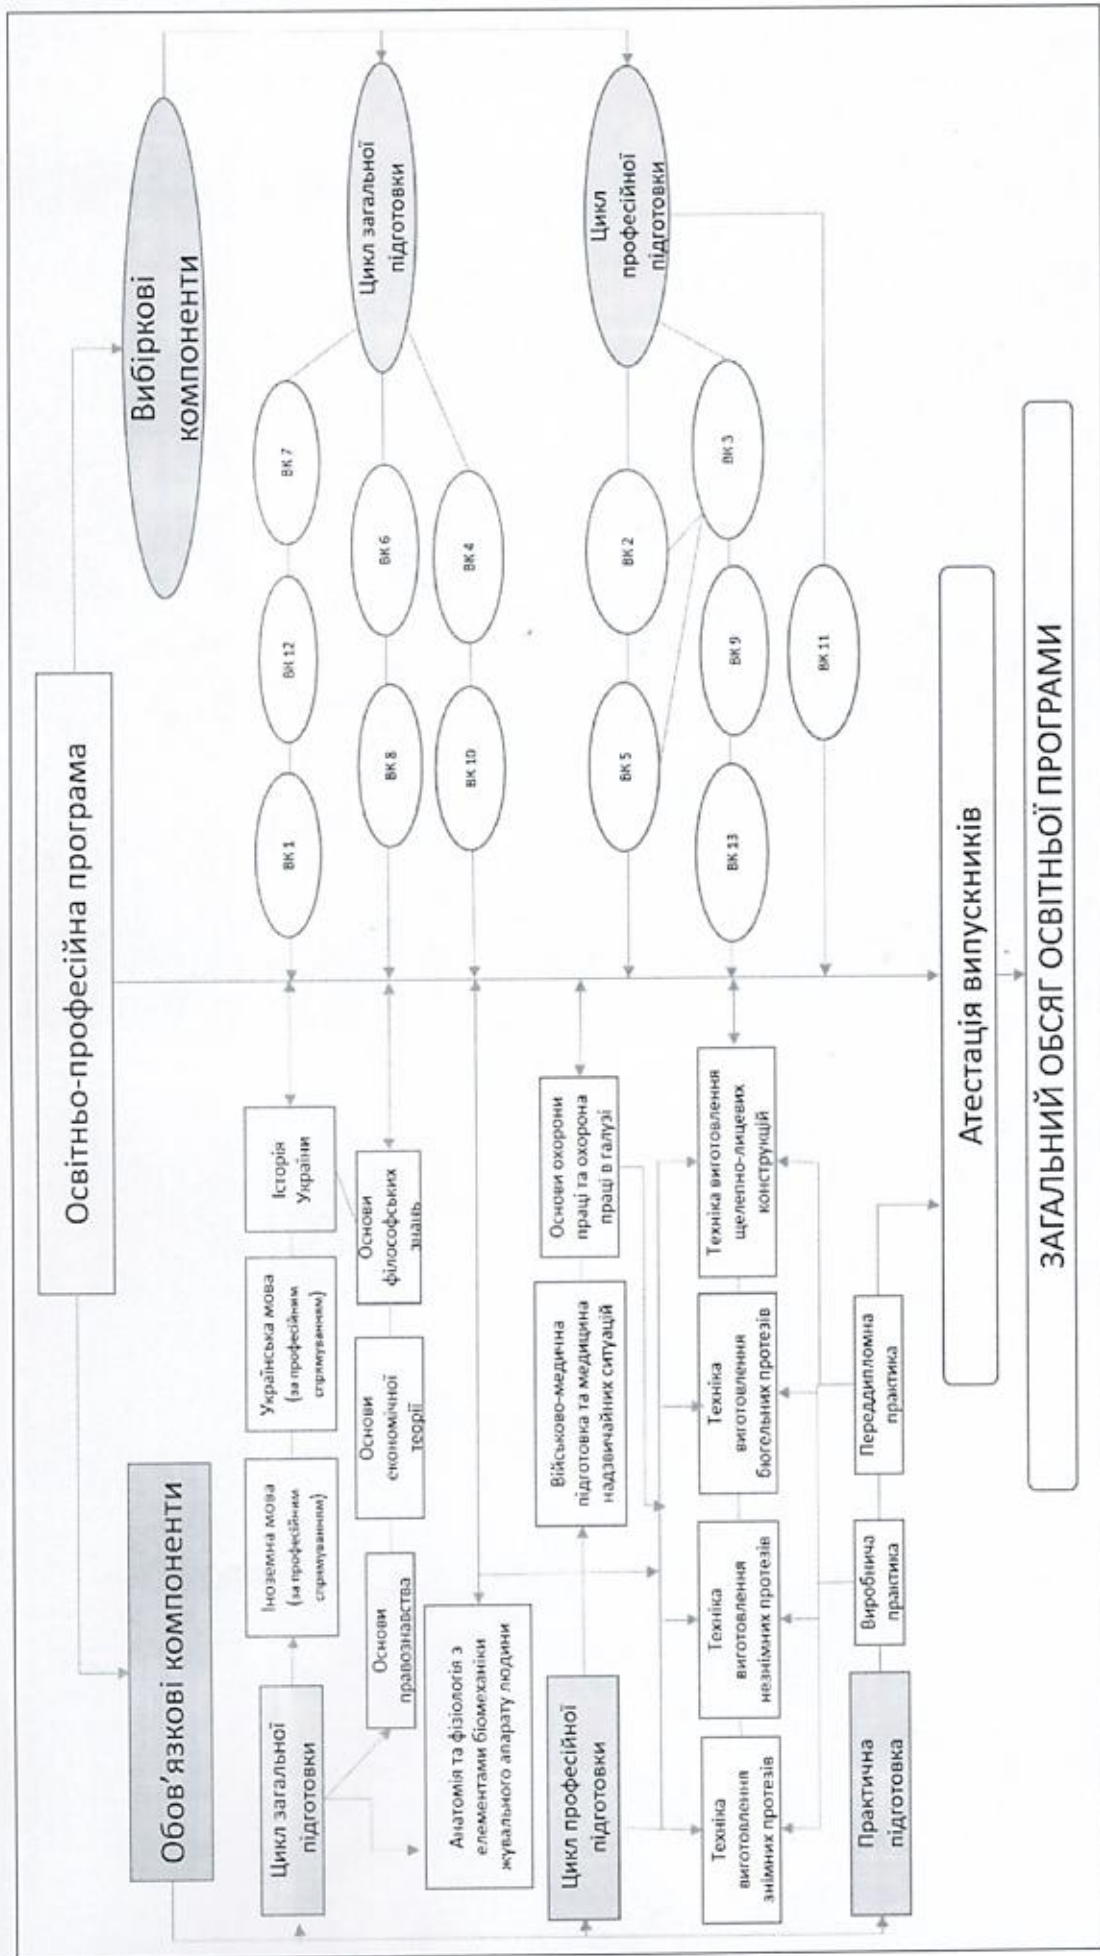 Освітньо-професійна програма
Обов'язкові компоненти
Вибіркові
компоненти
Цикл загальної
підготовки
Іноземна мова
(за професійним
спрямуванням)
Українська мова
(за професійним
спрямуванням)
Історія
України
ВК 1
ВК 12
ВК 7
Цикл загальної
підготовки
Основи
правознавства
Основи
економічної
теорії
Основи
філософських
знань
ВК 8
ВК 6
Анатомія та фізіологія з
елементами біомеханіки
жувального апарату людини
ВК 10
ВК 4
Цикл професійної
підготовки
Військово-медична
підготовка та медицина
надзвичайних ситуацій
Основи охорони
праці та охорона
праці в галузі
ВК 5
ВК 2
Цикл
професійної
підготовки
Техніка
виготовлення
знімних протезів
Техніка
виготовлення
незнімних протезів
Техніка
виготовлення
бюгельних протезів
Техніка виготовлення
щелепно-лицевих
конструкцій
ВК 13
ВК 9
ВК 3
Практична
підготовка
Виробнича
практика
Переддипломна
практика
ВК 11
Атестація випускників
ЗАГАЛЬНИЙ ОБСЯГ ОСВІТНЬОЇ ПРОГРАМИ